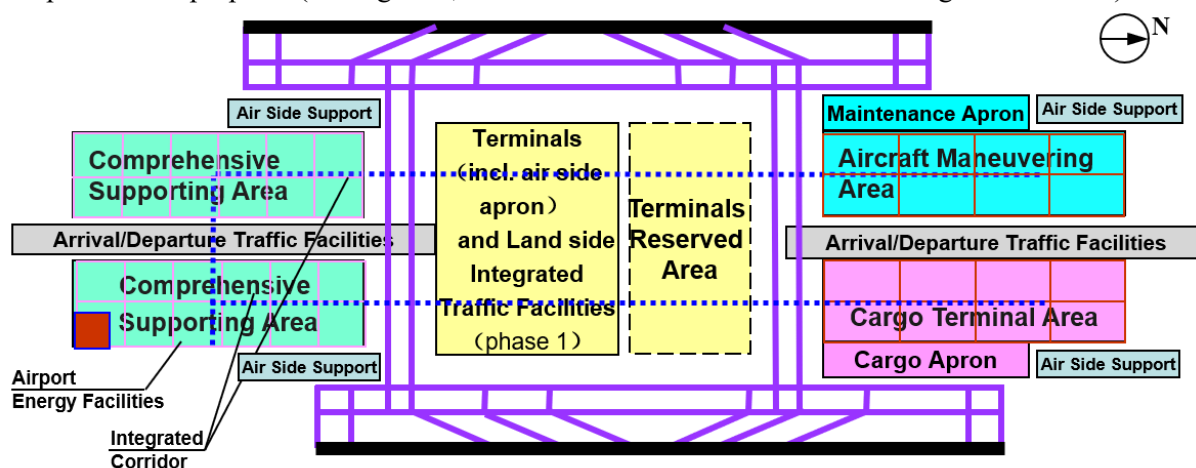 N
Air Side Support
Comprehensive
Supporting Area
Arrival/Departure Traffic Facilities
Comprehensive
Supporting Area
Air Side Support
Airport
Energy Facilities
Integrated
Corridor
Terminals
（incl. air side
apron）
and Land side
Integrated
Traffic Facilities
（phase 1）
Terminals
Reserved
Area
Maintenance Apron
Air Side Support
Aircraft Maneuvering
Area
Arrival/Departure Traffic Facilities
Cargo Terminal Area
Cargo Apron
Air Side Support